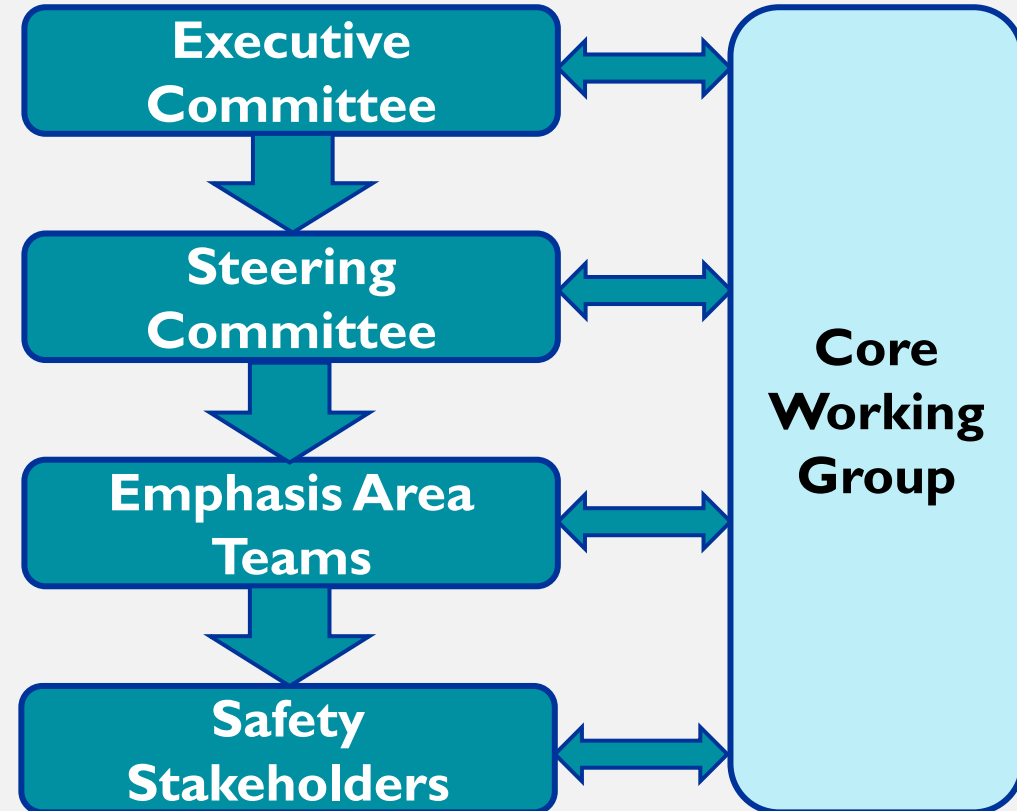 Executive
Committee
Steering
Committee
Emphasis Area
Teams
Safety
Stakeholders
Core
Working
Group